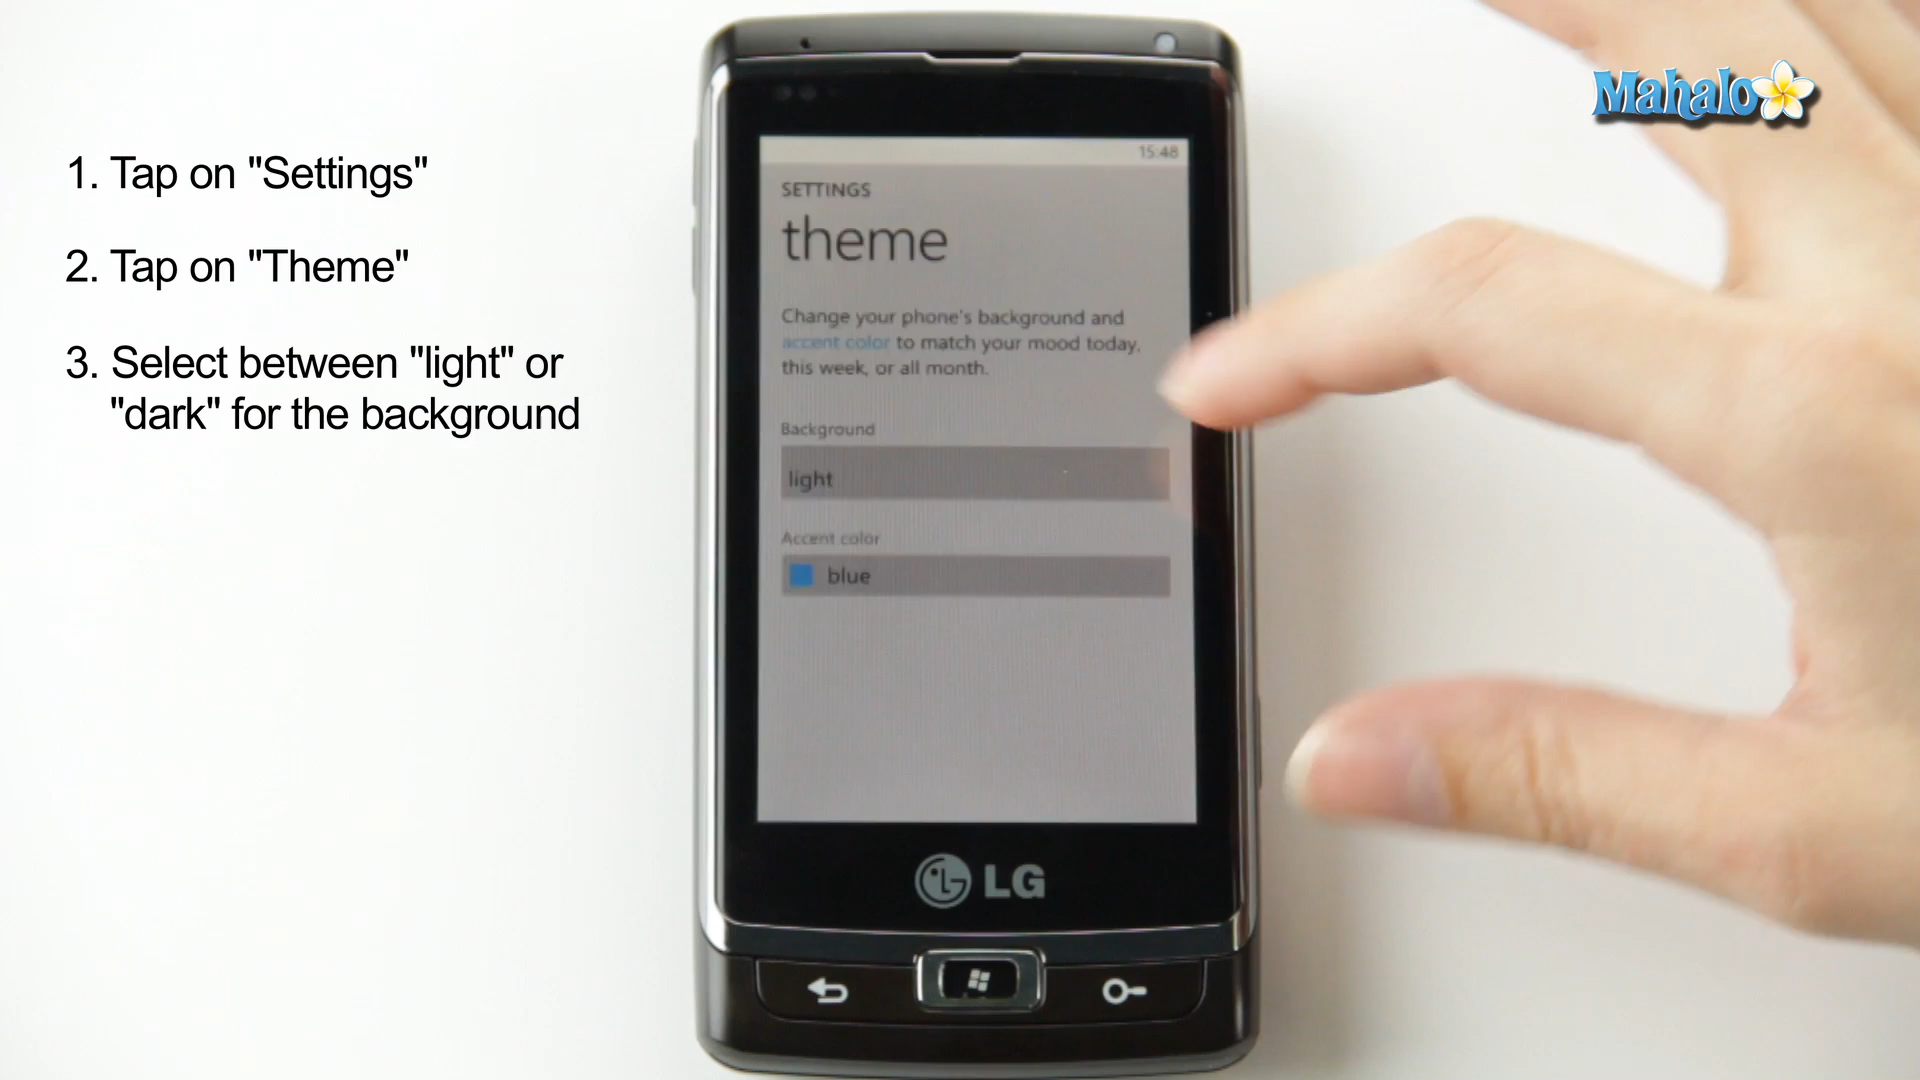 1. Tap on "Settings"
2. Tap on "Theme"
3. Select between "light" or
"dark" for the background
Mahalo
15:48
SETTINGS
theme
Change your phone's background and
accent color to match your mood today,
this week, or all month.
Background
light
Accent color
blue
LG